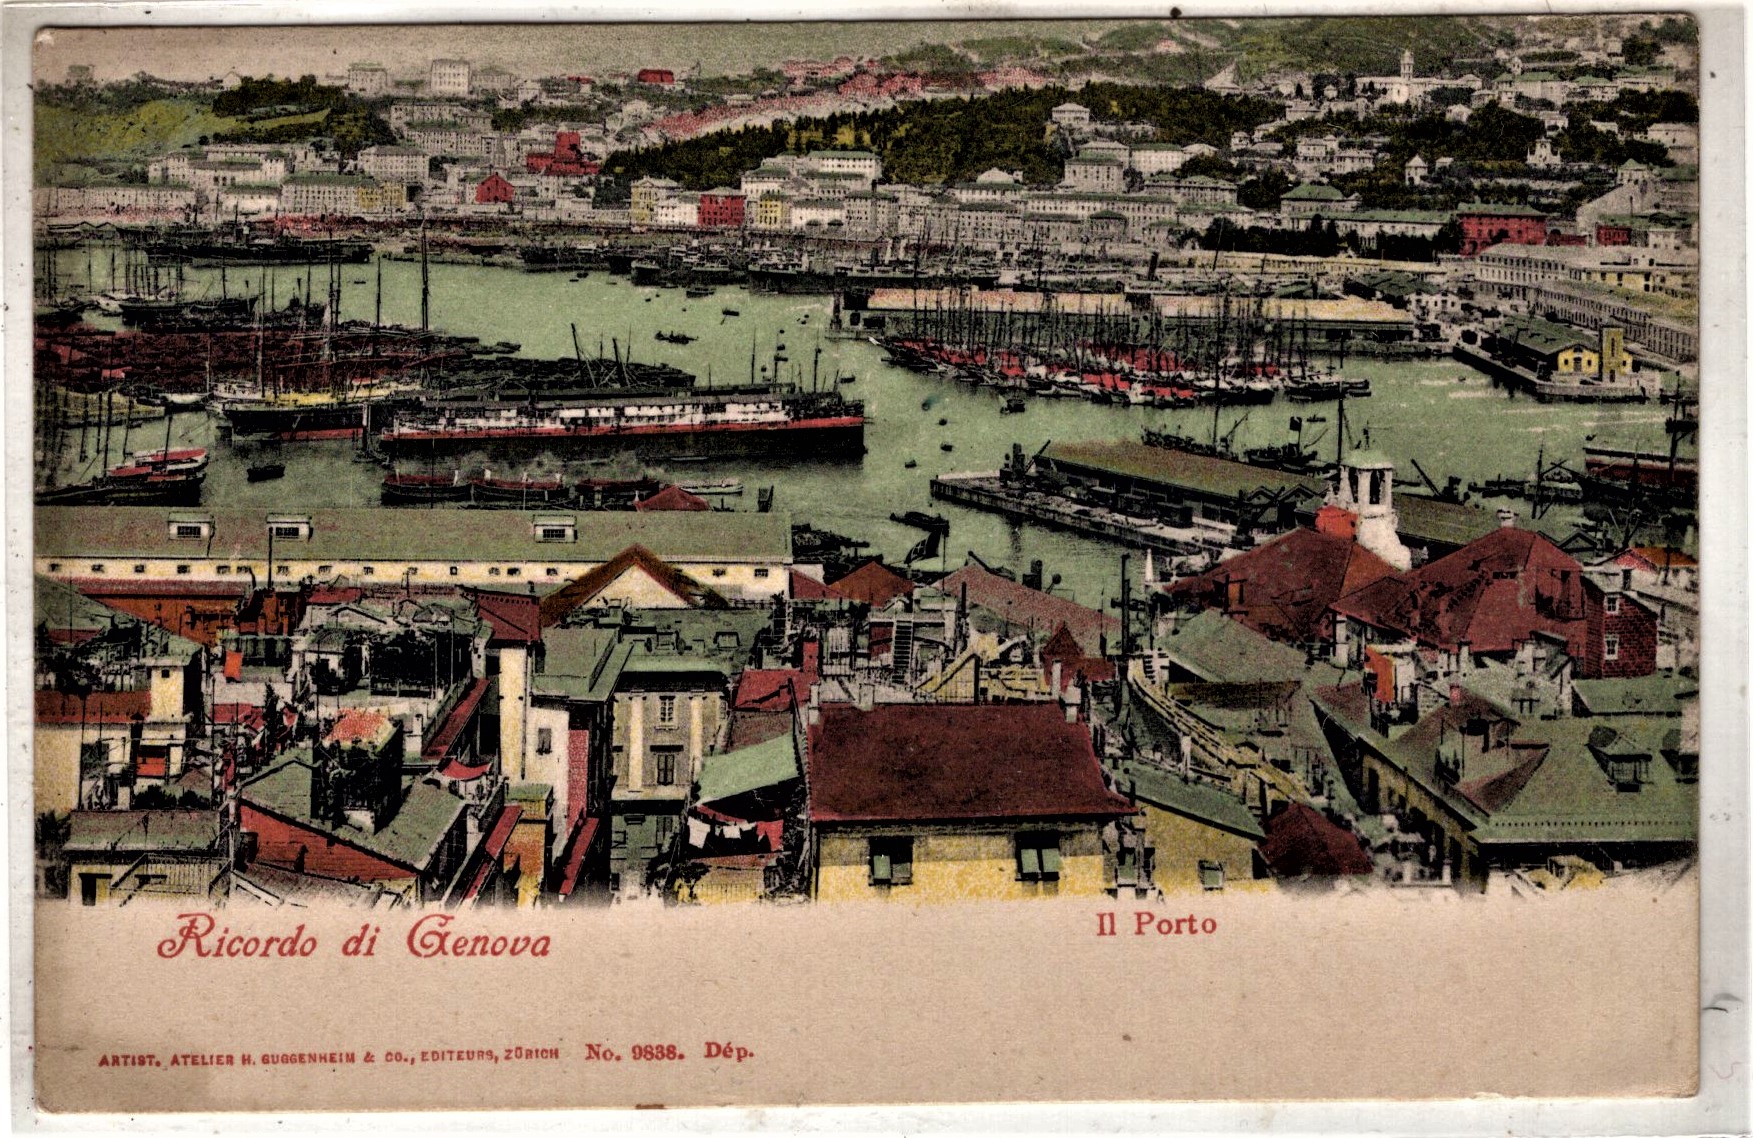 Ricordo di Genova
Il Porto
ARTIST. ATELIER H. GUGGENHEIM & CO., EDITEURS, ZÜRICH No. 9838. Dép.